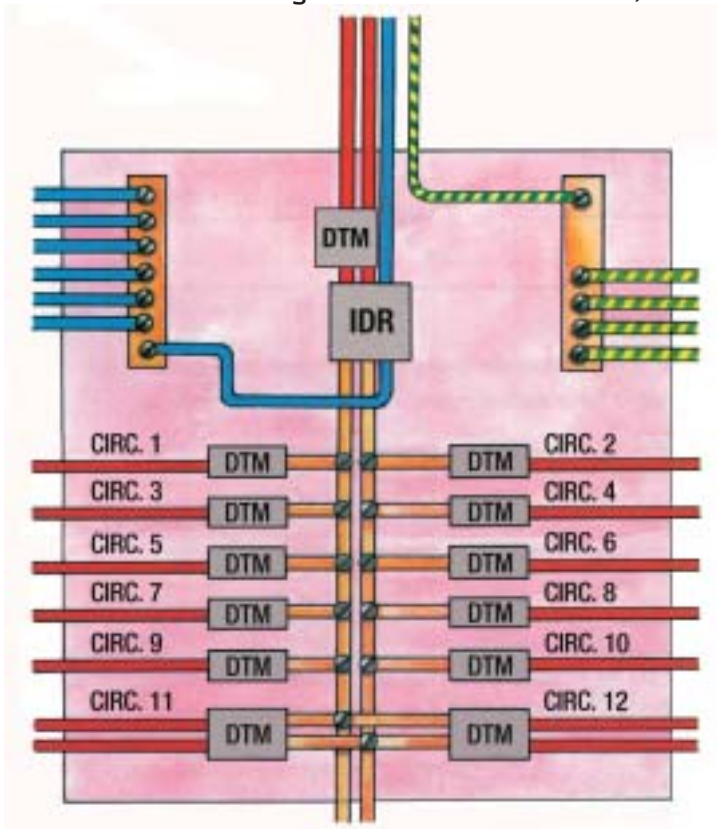 DTM
IDR
CIRC. 1
DTM
DTM
CIRC. 2
CIRC. 3
DTM
DTM
CIRC. 4
CIRC. 5
DTM
DTM
CIRC. 6
CIRC. 7
DTM
DTM
CIRC. 8
CIRC. 9
DTM
DTM
CIRC. 10
CIRC. 11
DTM
DTM
CIRC. 12